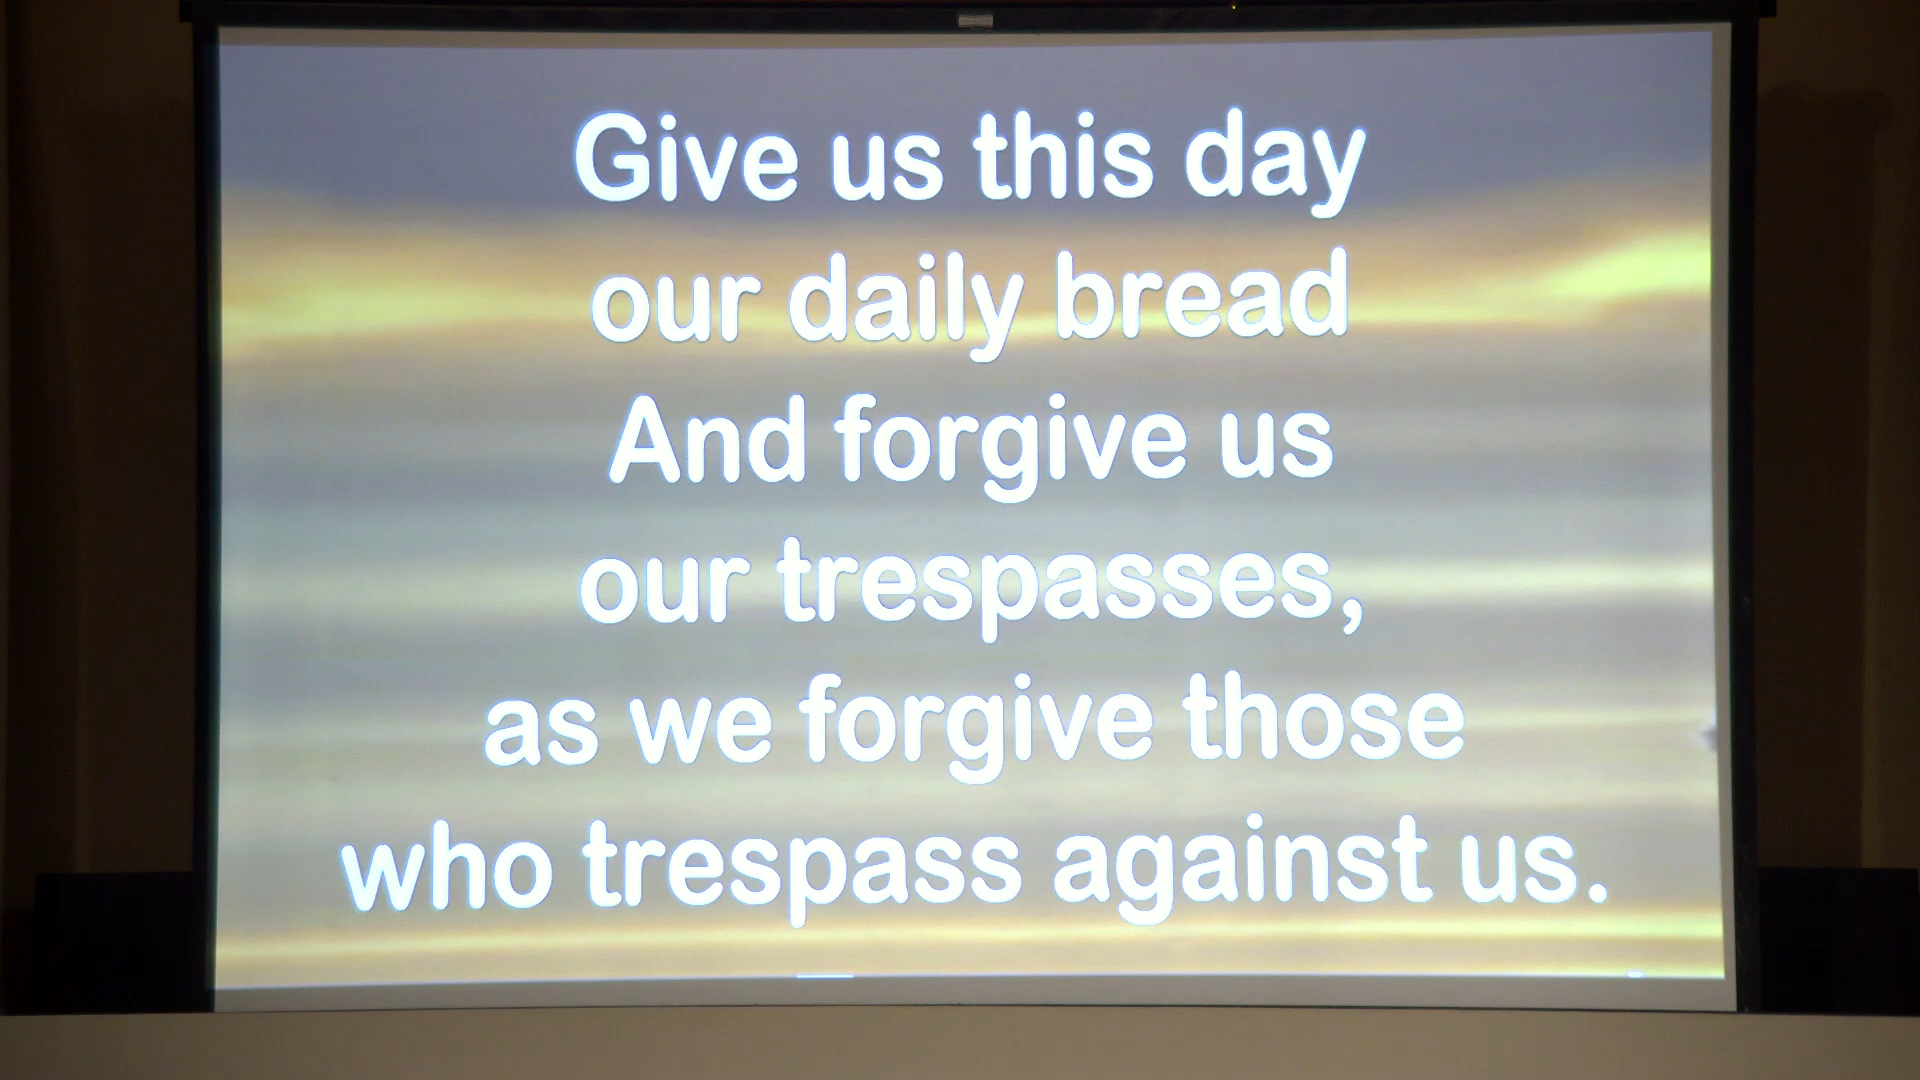 Give us this day
our daily bread
And forgive us
our trespasses,
as we forgive those
who trespass against us.